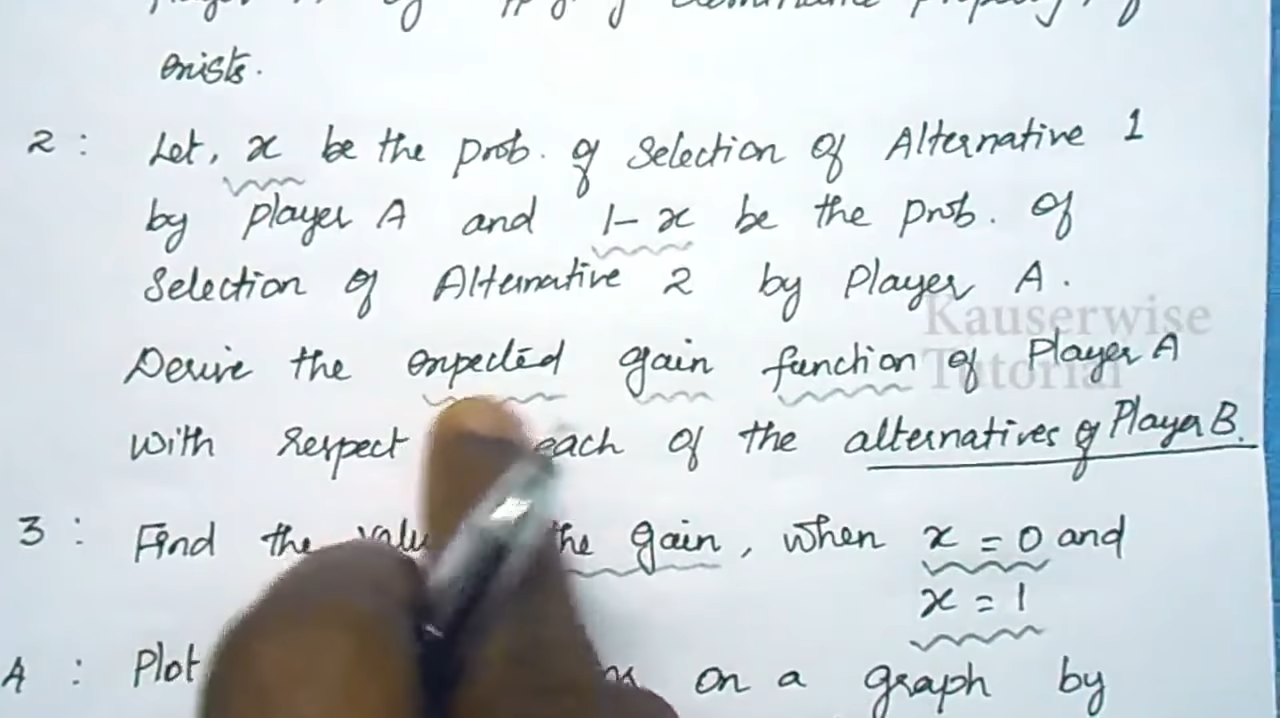 exists.
2 : Let, x be the prob. of Selection of Alternative 1
by player A and 1-x be the prob. of
Selection of Alternative 2 by Player A.
Kauserwise
Tutorial
Derive the expected gain function of Player A
With respect each of the alternatives of Player B.
3 : Find the the gain, when x = 0 and
x = 1
4 : Plot on a graph by